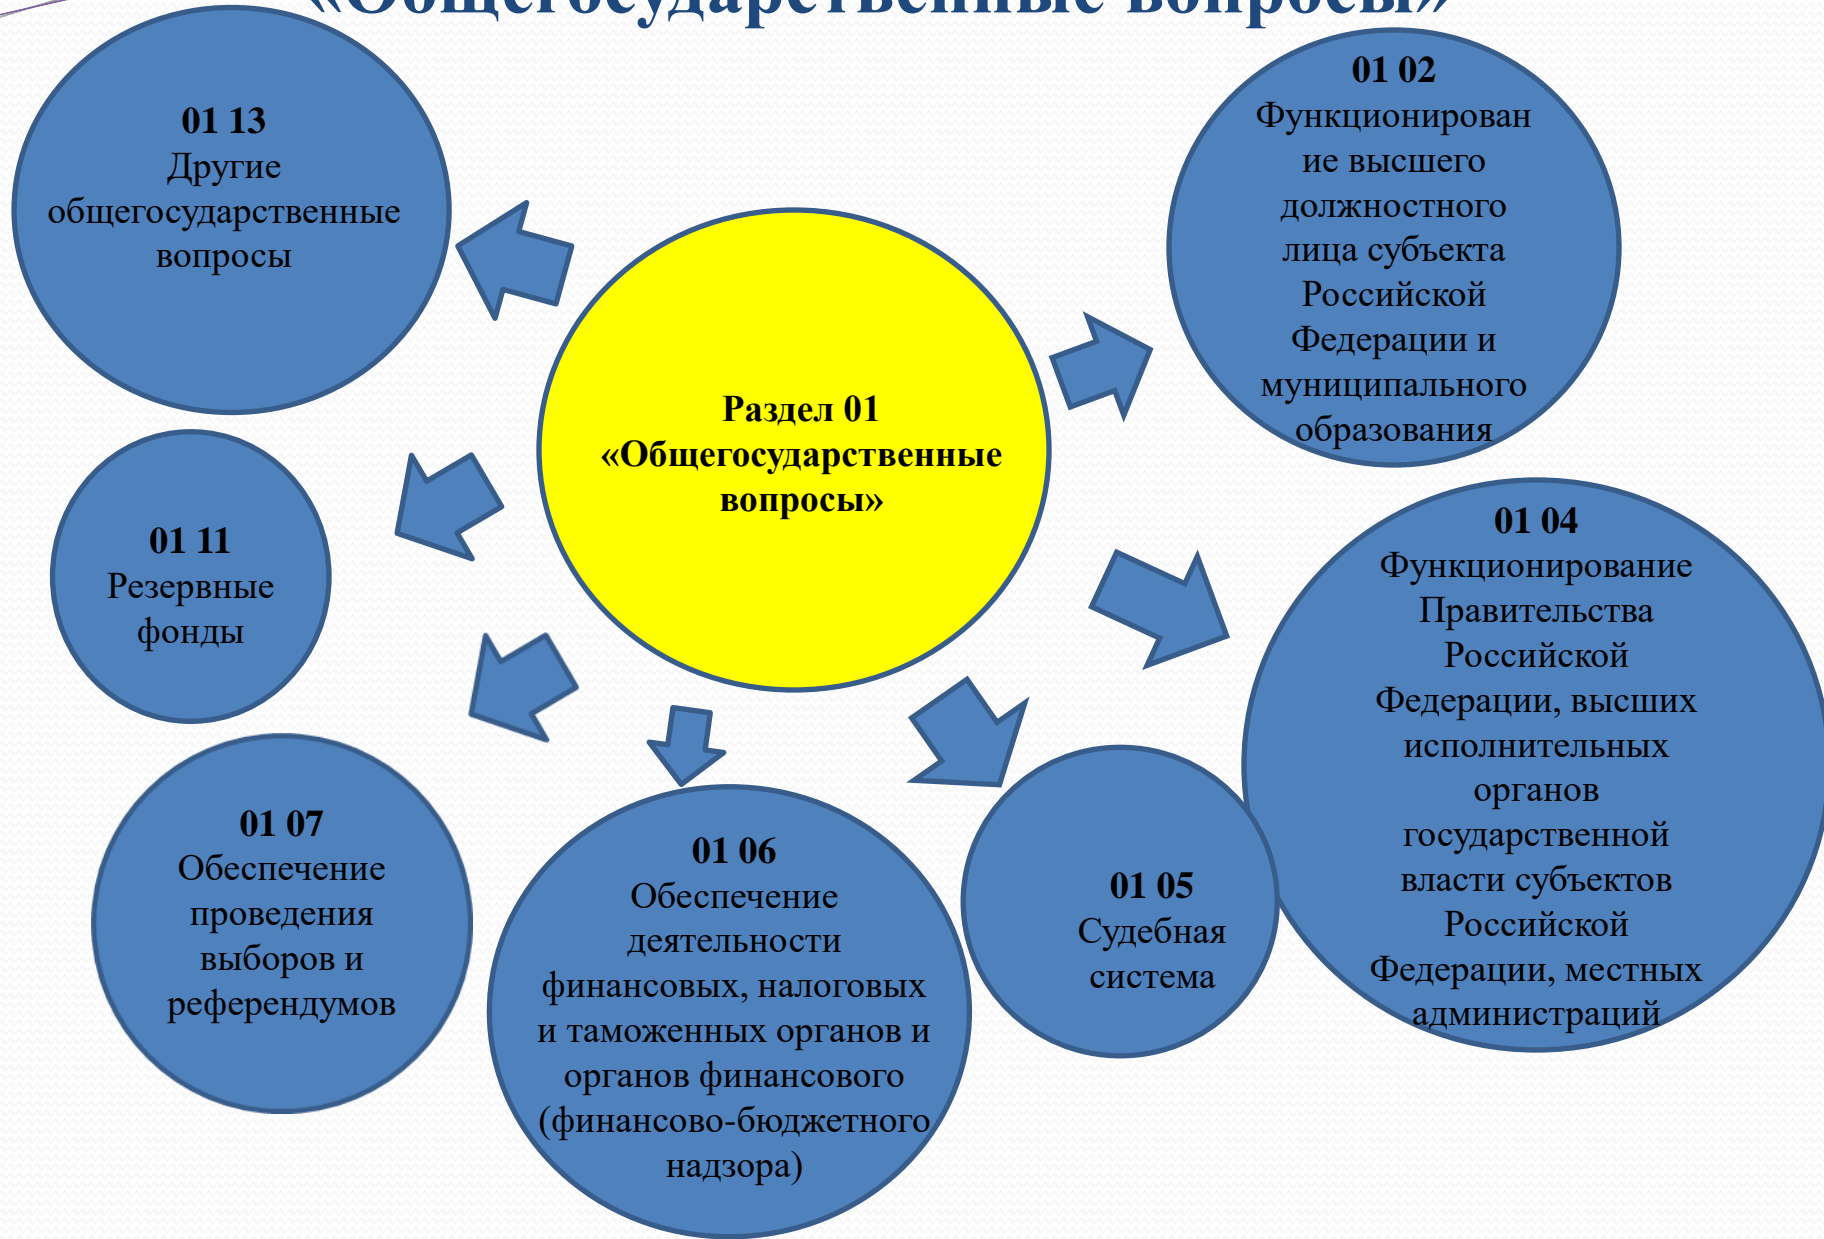 «Общегосударственные вопросы»
01 13
Другие
общегосударственные
вопросы
01 02
Функционирован
ие высшего
должностного
лица субъекта
Российской
Федерации и
муниципального
образования
Раздел 01
«Общегосударственные
вопросы»
01 11
Резервные
фонды
01 04
Функционирование
Правительства
Российской
Федерации, высших
исполнительных
органов
государственной
власти субъектов
Российской
Федерации, местных
администраций
01 07
Обеспечение
проведения
выборов и
референдумов
01 06
Обеспечение
деятельности
финансовых, налоговых
и таможенных органов и
органов финансового
(финансово-бюджетного
надзора)
01 05
Судебная
система